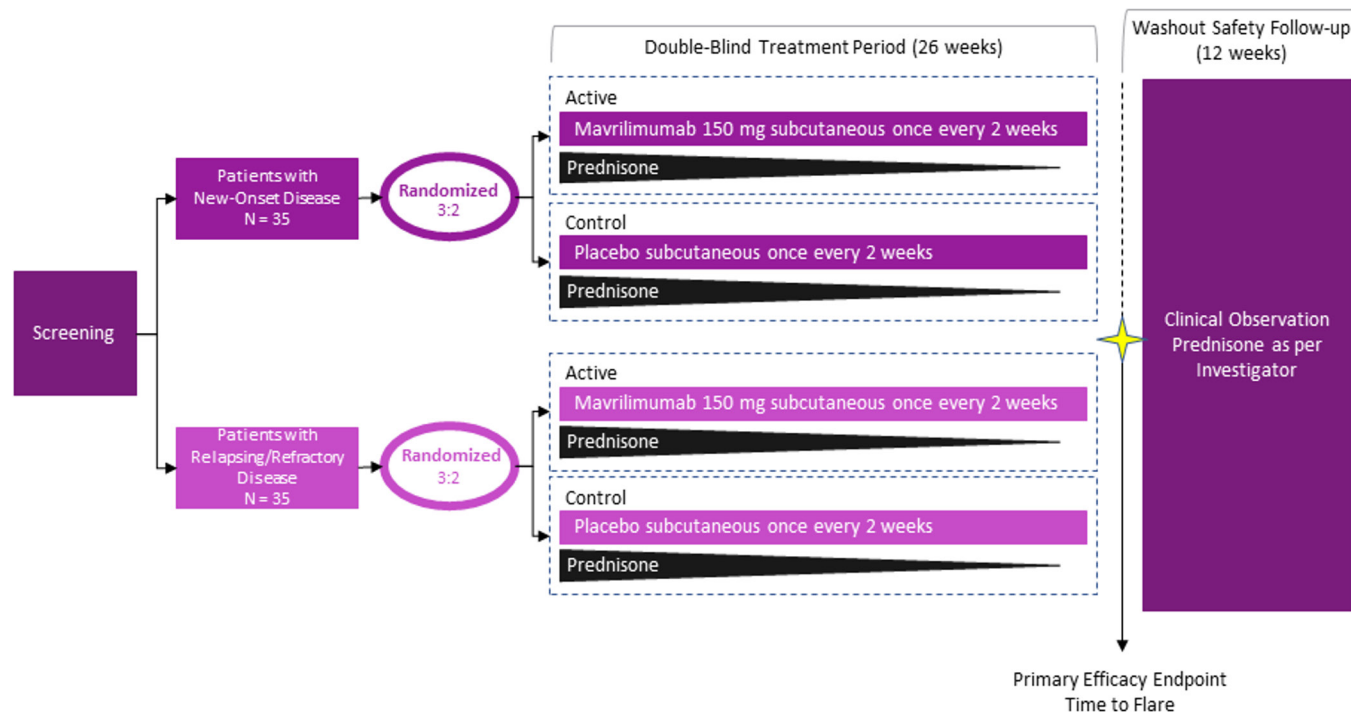 Double-Blind Treatment Period (26 weeks)
Washout Safety Follow-up
(12 weeks)
Screening
Patients with
New-Onset Disease
N = 35
Randomized
3:2
Active
Mavrilimumab 150 mg subcutaneous once every 2 weeks
Prednisone
Control
Placebo subcutaneous once every 2 weeks
Prednisone
Patients with
Relapsing/Refractory
Disease
N = 35
Randomized
3:2
Active
Mavrilimumab 150 mg subcutaneous once every 2 weeks
Prednisone
Control
Placebo subcutaneous once every 2 weeks
Prednisone
Clinical Observation
Prednisone as per
Investigator
Primary Efficacy Endpoint
Time to Flare